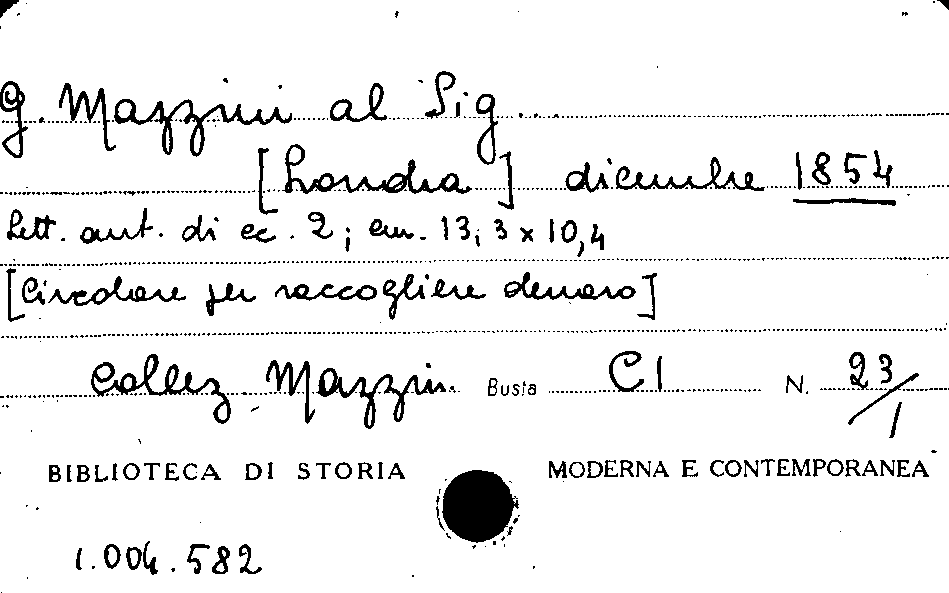 G. Mazzini al Sig...
[Londra] dicembre 1854
Lett. aut. di cc. 2; cm. 13,3 x 10,4
[Circolare per raccogliere denaro]
Collez. Mazzini Busta CI N. 23/1
BIBLIOTECA DI STORIA MODERNA E CONTEMPORANEA
1.004.582